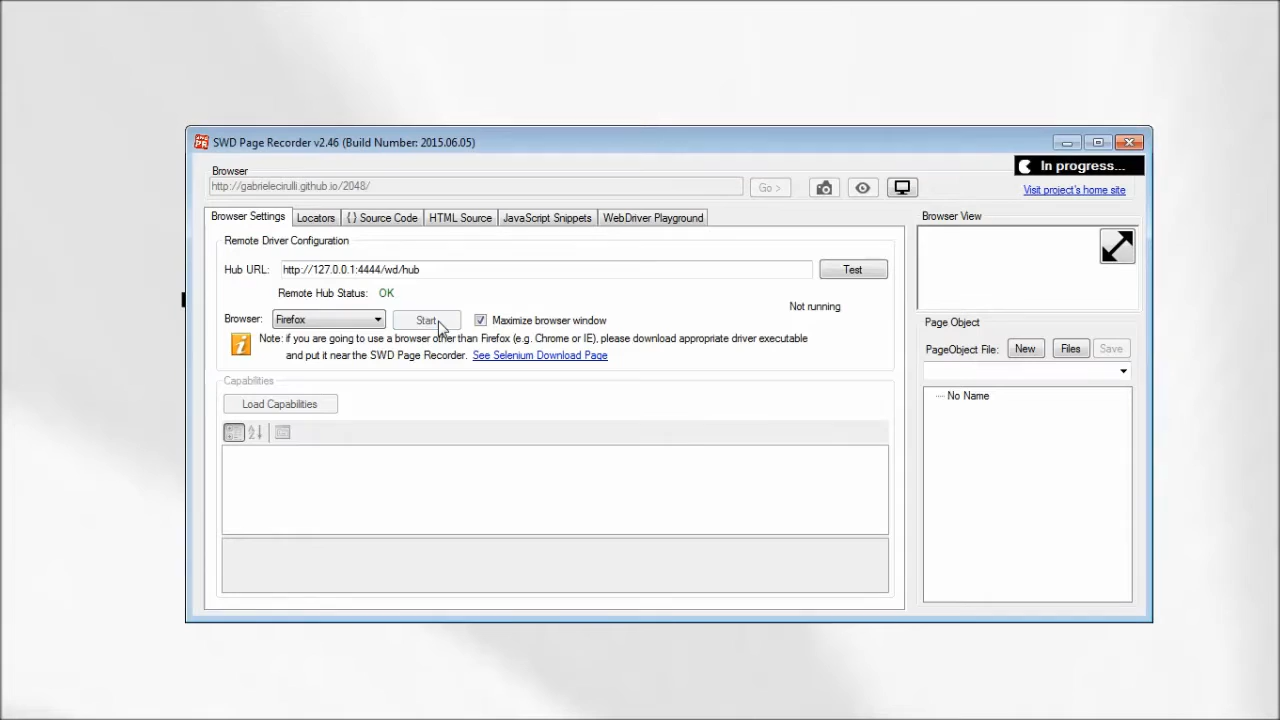 SWD Page Recorder v2.46 (Build Number: 2015.06.05)
In progress...
Browser
http://gabrielecirulli.github.io/2048/
Go >
Visit project's home site
Browser Settings
Locators
{ } Source Code
HTML Source
JavaScript Snippets
WebDriver Playground
Browser View
Remote Driver Configuration
Hub URL: http://127.0.0.1:4444/wd/hub
Test
Remote Hub Status: OK
Not running
Browser: Firefox
Start
Maximize browser window
Note: if you are going to use a browser other than Firefox (e.g. Chrome or IE), please download appropriate driver executable
and put it near the SWD Page Recorder. See Selenium Download Page
Capabilities
Load Capabilities
Page Object
PageObject File:
New
Files
Save
No Name